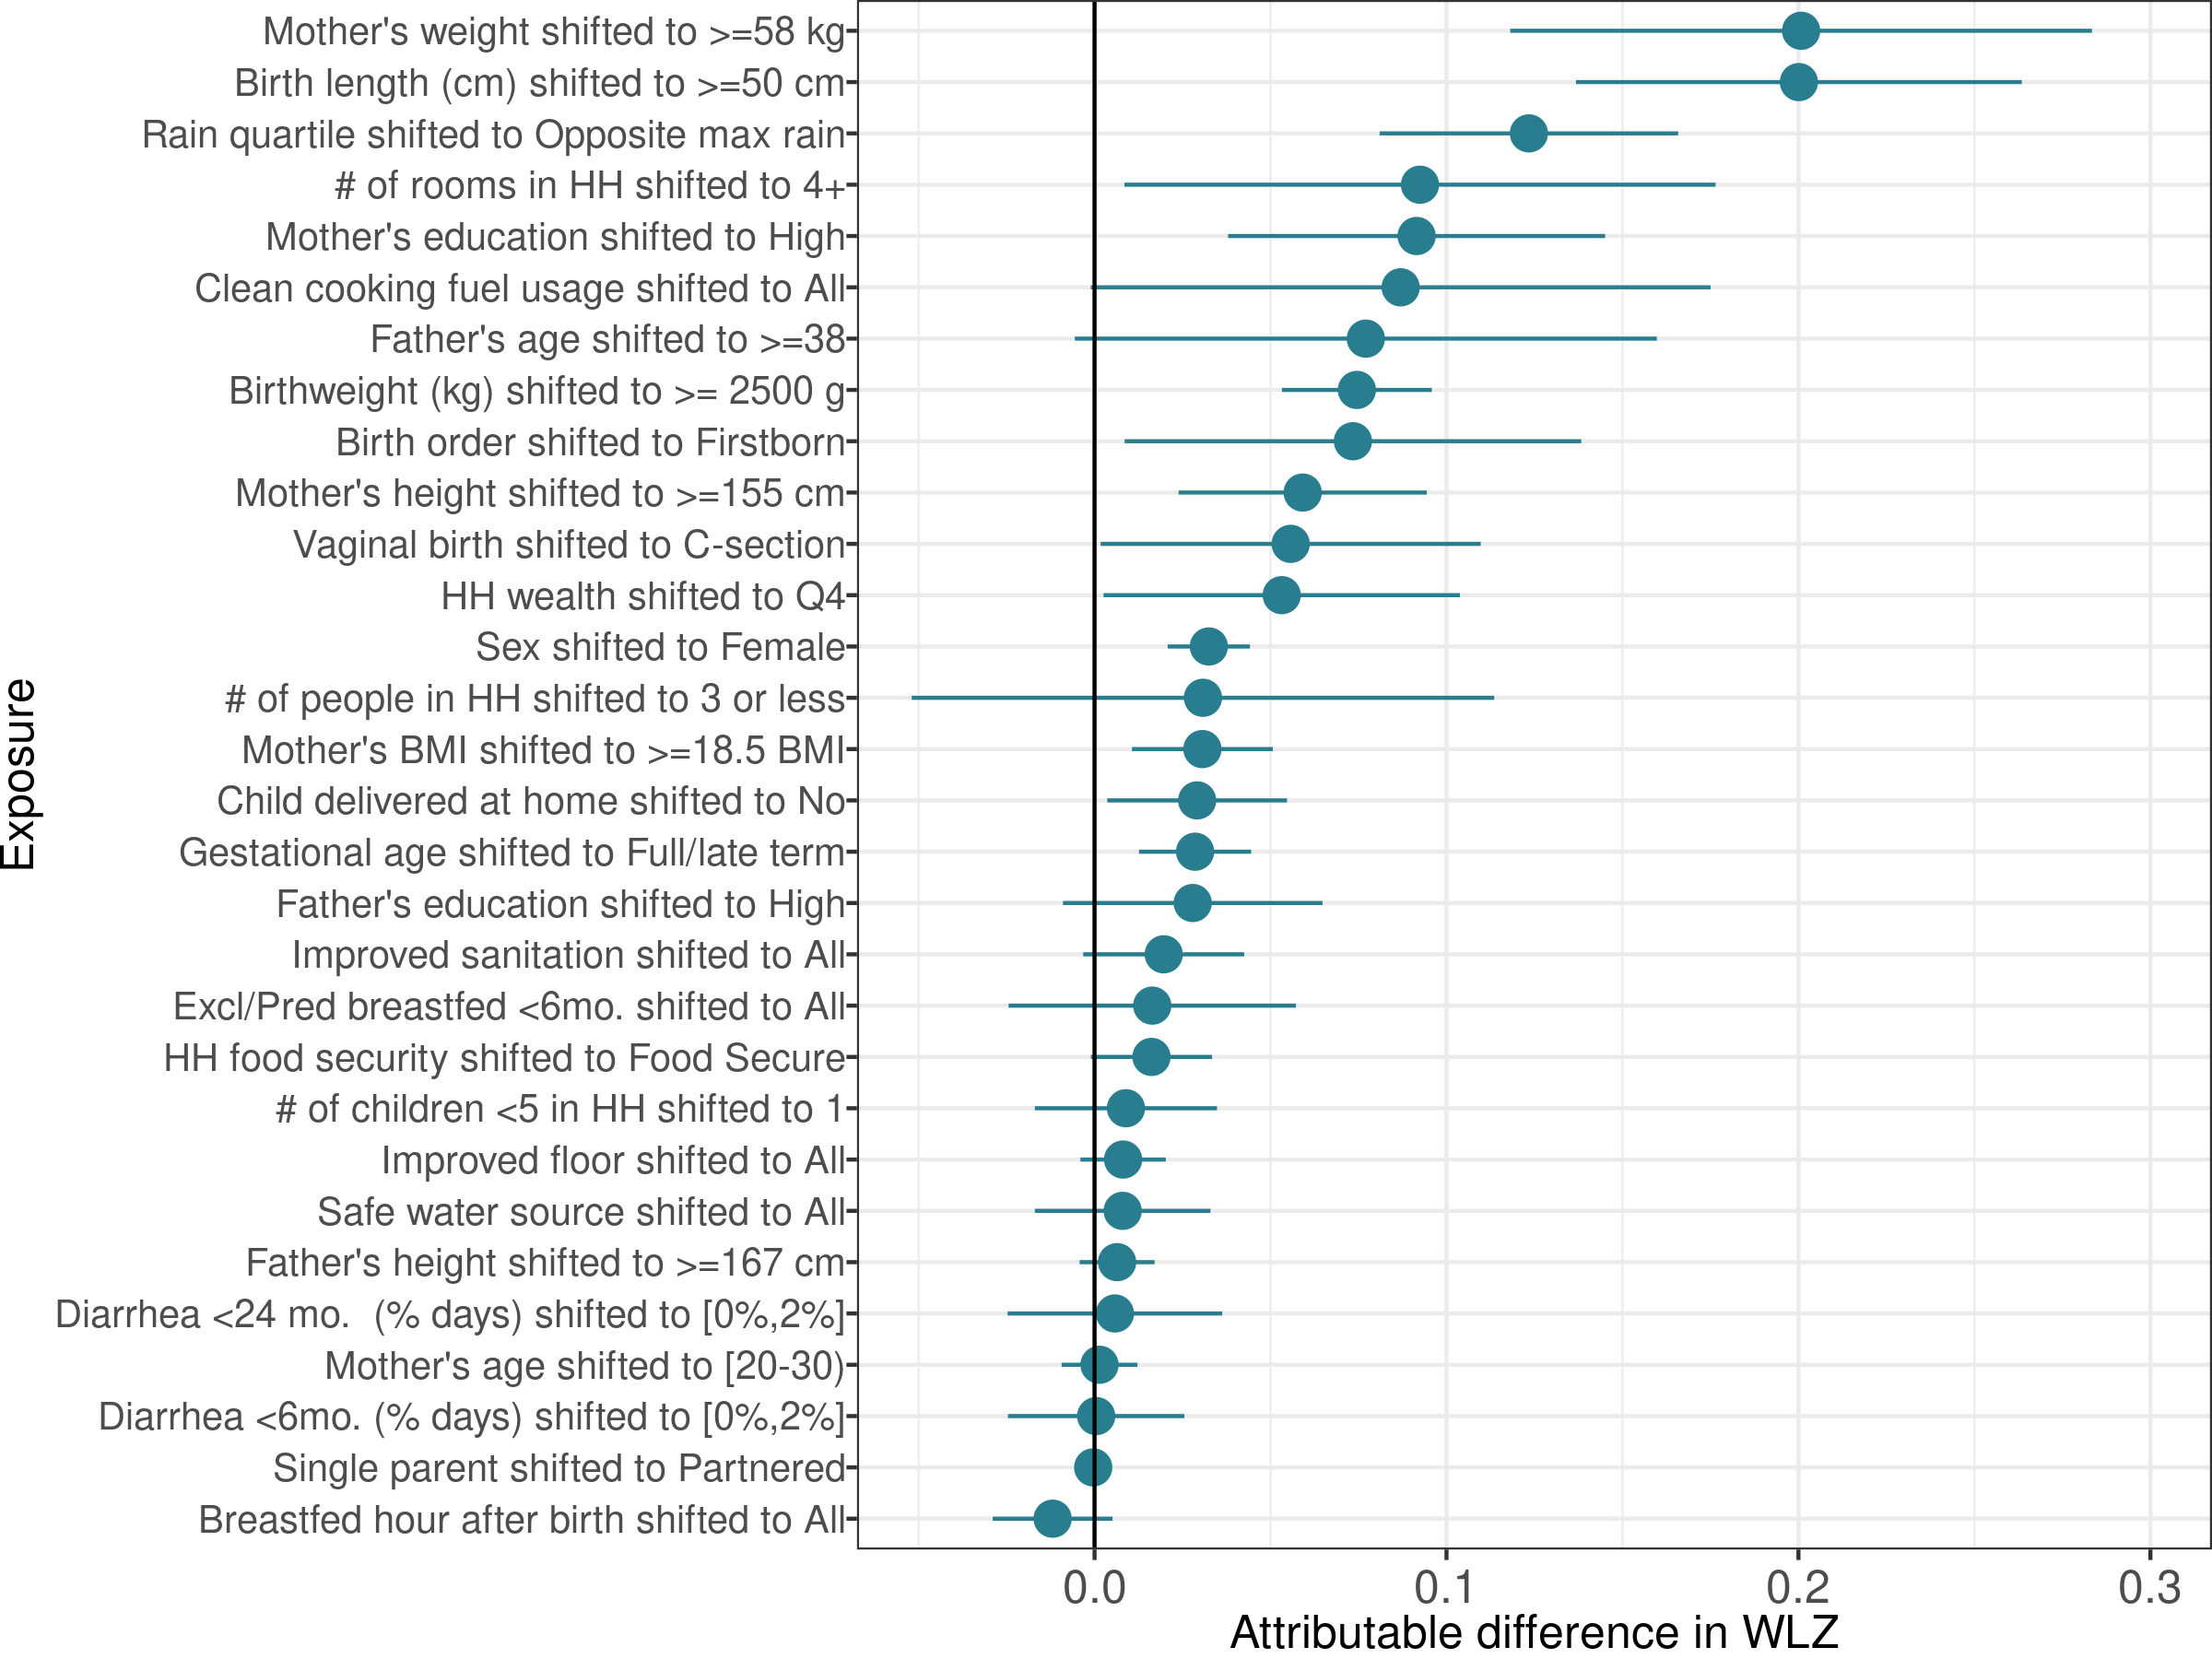 Exposure
Mother's weight shifted to >=58 kg
Birth length (cm) shifted to >=50 cm
Rain quartile shifted to Opposite max rain
# of rooms in HH shifted to 4+
Mother's education shifted to High
Clean cooking fuel usage shifted to All
Father's age shifted to >=38
Birthweight (kg) shifted to >= 2500 g
Birth order shifted to Firstborn
Mother's height shifted to >=155 cm
Vaginal birth shifted to C-section
HH wealth shifted to Q4
Sex shifted to Female
# of people in HH shifted to 3 or less
Mother's BMI shifted to >=18.5 BMI
Child delivered at home shifted to No
Gestational age shifted to Full/late term
Father's education shifted to High
Improved sanitation shifted to All
Excl/Pred breastfed <6mo. shifted to All
HH food security shifted to Food Secure
# of children <5 in HH shifted to 1
Improved floor shifted to All
Safe water source shifted to All
Father's height shifted to >=167 cm
Diarrhea <24 mo.  (% days) shifted to [0%,2%]
Mother's age shifted to [20-30)
Diarrhea <6mo. (% days) shifted to [0%,2%]
Single parent shifted to Partnered
Breastfed hour after birth shifted to All
0.0 0.1 0.2 0.3
Attributable difference in WLZ